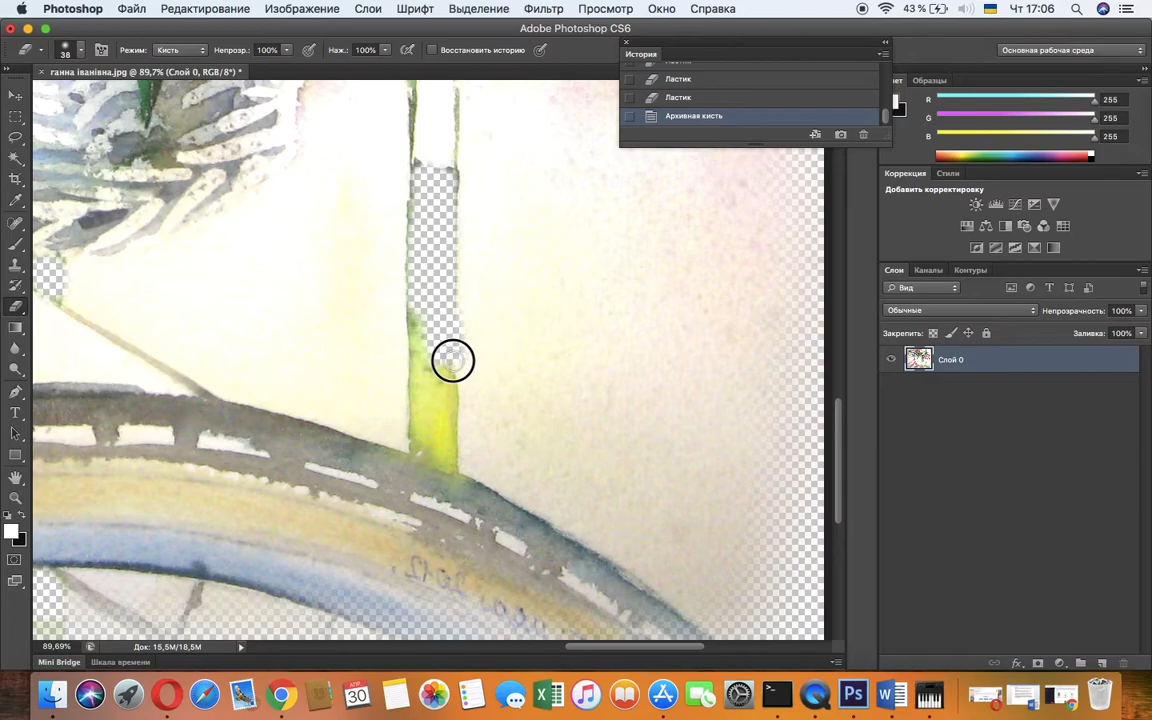 Photoshop Файл Редактирование Изображение Слои Шрифт Выделение Фильтр Просмотр Окно Справка 43 % Чт 17:06
Adobe Photoshop CS6
38 Режим: Кисть Непрозр.: 100% Наж.: 100% Восстановить историю Основная рабочая среда
ганна іванівна.jpg @ 89,7% (Слой 0, RGB/8*) *
История
Ластик
Ластик
Архивная кисть
Образцы
R 255
G 255
B 255
Коррекция Стили
Добавить корректировку
Слои Каналы Контуры
Вид
Обычные Непрозрачность: 100%
Закрепить: Заливка: 100%
Слой 0
89,69% Док: 15,5M/18,5M
Mini Bridge Шкала времени
АПР.
30
Ps
W